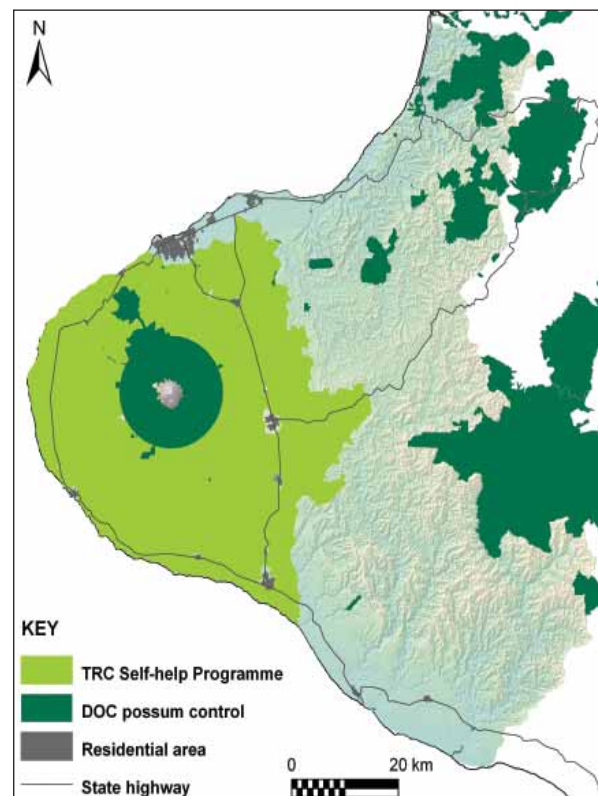 N
KEY
TRC Self-help Programme
DOC possum control
Residential area
State highway
0 20 km